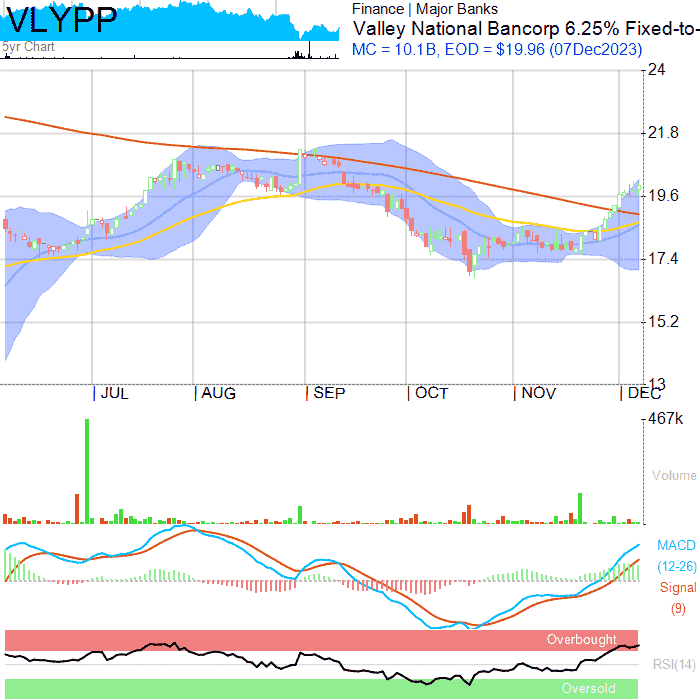 VLYPP
5yr Chart
Finance | Major Banks
Valley National Bancorp 6.25% Fixed-to-
MC = 10.1B, EOD = $19.96 (07Dec2023)
24
21.8
19.6
17.4
15.2
13
JUL AUG SEP OCT NOV DEC
467k
Volume
MACD
(12-26)
Signal
(9)
Overbought
RSI(14)
Oversold